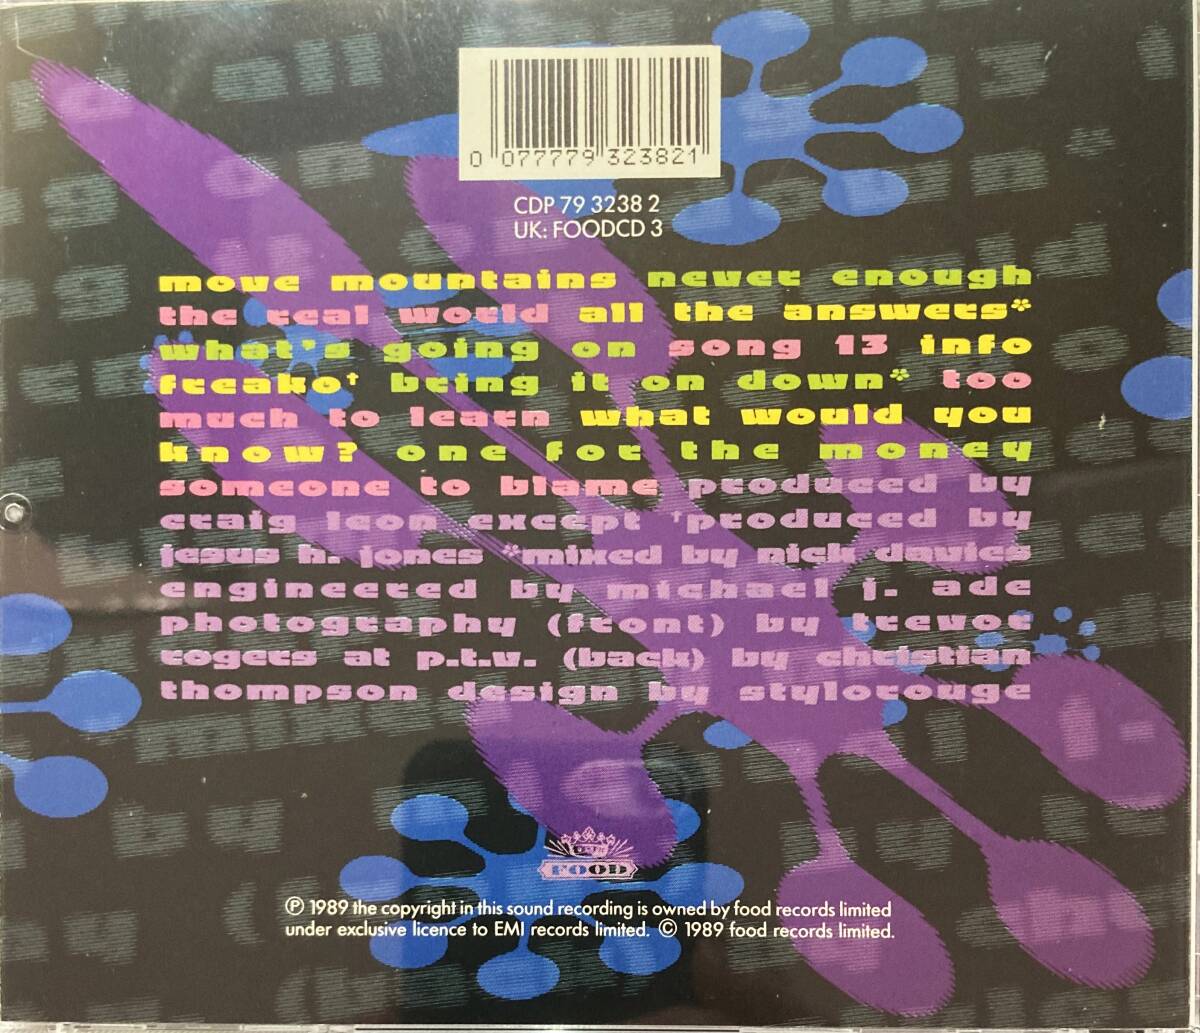 0 077779 323821
CDP 79 3238 2
UK: FOODCD 3
move mountains never enough
the real world all the answers*
what's going on song 13 info
freako† bring it on down* too
much to learn what would you
know? one for the money
someone to blame produced by
craig leon except †produced by
jesus h. jones *mixed by nick davies
engineered by michael j. ade
photography (front) by trevor
rogers at p.t.v. (back) by christian
thompson design by stylorouge
FOOD
℗ 1989 the copyright in this sound recording is owned by food records limited
under exclusive licence to EMI records limited. © 1989 food records limited.